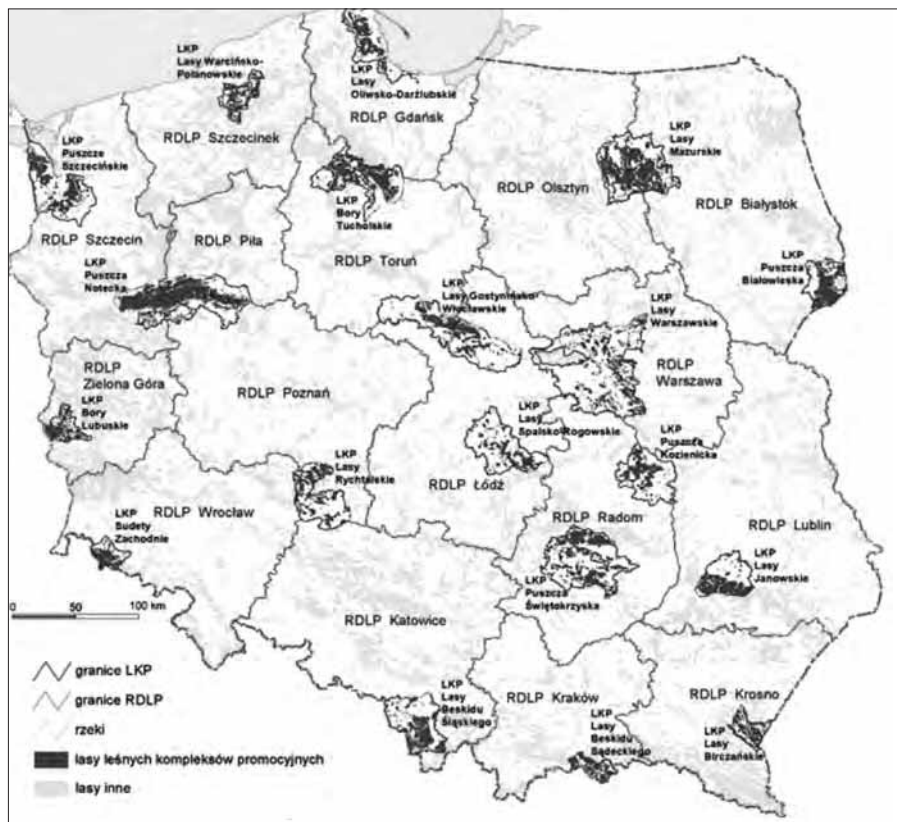 LKP
Lasy Warcińsko-
Polanowskie
LKP
Lasy
Oliwsko-Darżlubskie
RDLP Gdańsk
RDLP Szczecinek
LKP
Puszcze
Szczecińskie
LKP
Lasy
Mazurskie
RDLP Olsztyn
RDLP Białystok
LKP
Bory
Tucholskie
RDLP Szczecin
RDLP Piła
RDLP Toruń
LKP
Puszcza
Notecka
LKP
Puszcza
Białowieska
LKP
Lasy Gostynińsko-
Włocławskie
LKP
Lasy
Warszawskie
RDLP
Warszawa
RDLP
Zielona Góra
LKP
Bory
Lubuskie
RDLP Poznań
LKP
Lasy
Spalsko-Rogowskie
LKP
Puszcza
Kozienicka
LKP
Lasy
Rychtalskie
RDLP Łódź
RDLP Wrocław
RDLP Radom
RDLP Lublin
LKP
Sudety
Zachodnie
LKP
Lasy
Janowskie
LKP
Puszcza
Świętokrzyska
0 50 100 km
RDLP Katowice
granice LKP
granice RDLP
rzeki
lasy leśnych kompleksów promocyjnych
lasy inne
LKP
Lasy
Beskidu
Śląskiego
RDLP Kraków
LKP
Lasy
Beskidu
Sądeckiego
RDLP Krosno
LKP
Lasy
Birczańskie